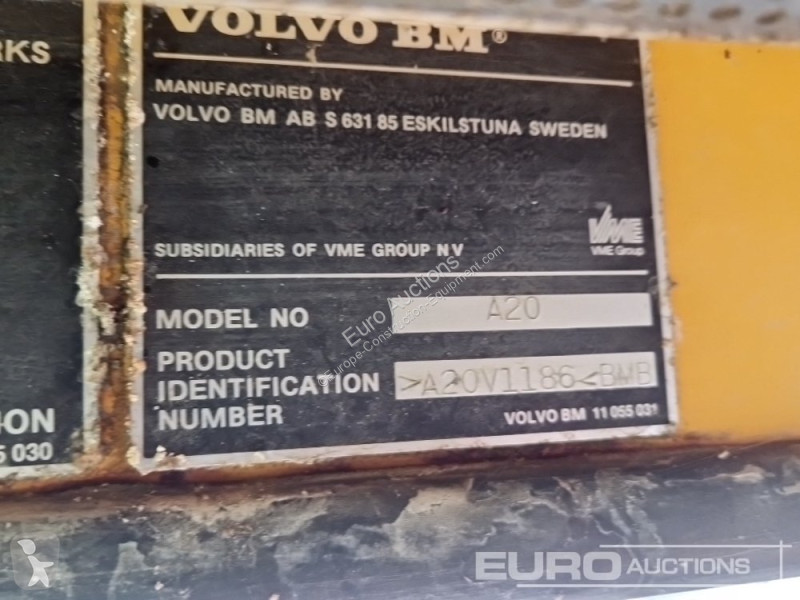 RKS
VOLVO BM®
MANUFACTURED BY
VOLVO BM AB S 631 85 ESKILSTUNA SWEDEN
VME
VME Group
SUBSIDIARIES OF VME GROUP N V
MODEL NO A20
PRODUCT
IDENTIFICATION >A20V1186<BMB
NUMBER
VOLVO BM 11 055 031
ION
5 030
Euro Auctions
©Europe-Construction-Equipment.com
EURO AUCTIONS